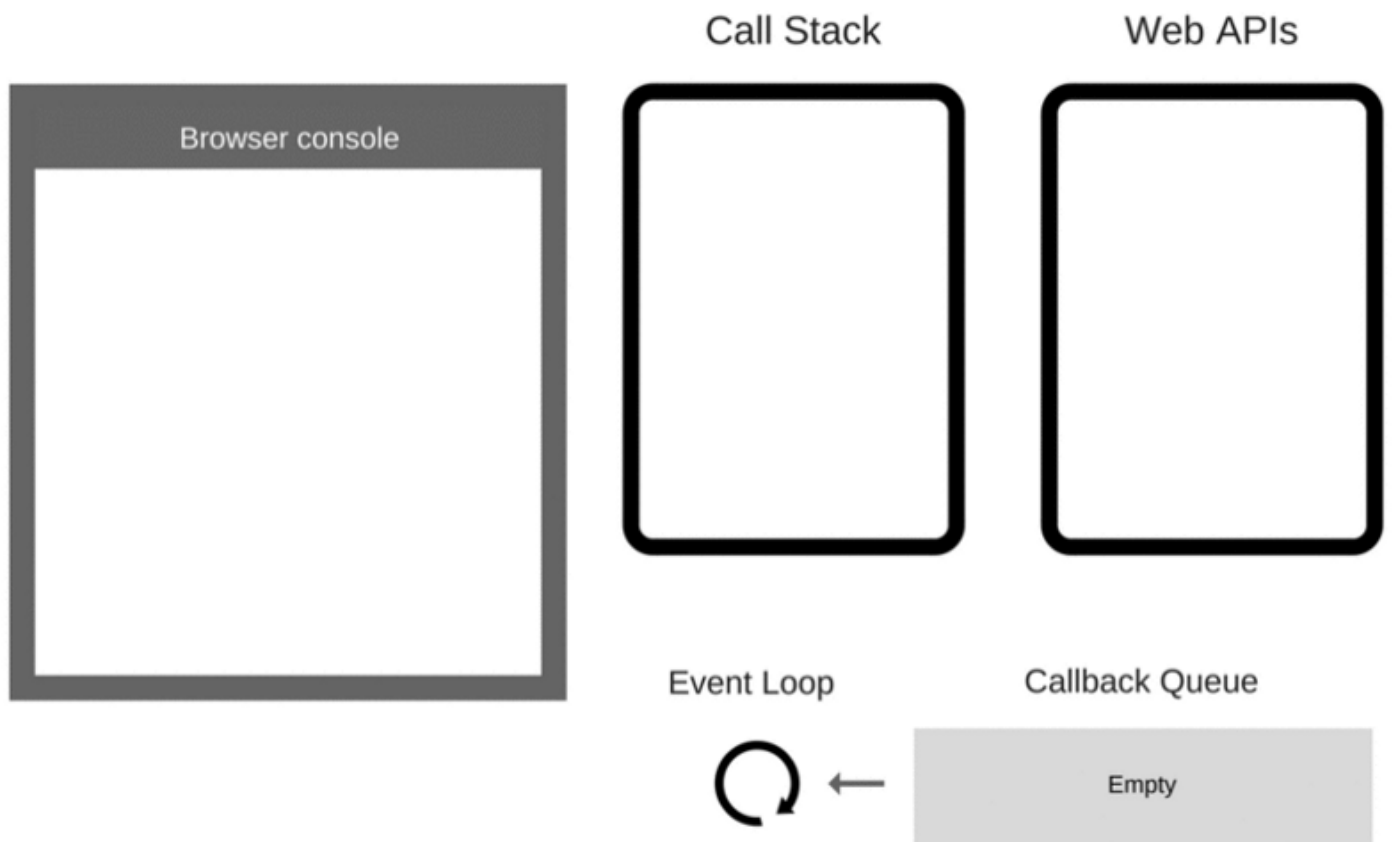 Call Stack
Web APIs
Browser console
Event Loop
Callback Queue
Empty